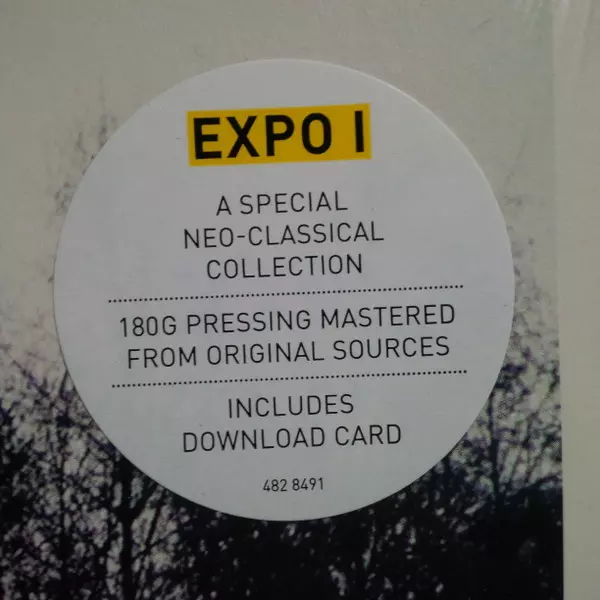 EXPO I
A SPECIAL
NEO-CLASSICAL
COLLECTION
180G PRESSING MASTERED
FROM ORIGINAL SOURCES
INCLUDES
DOWNLOAD CARD
482 8491